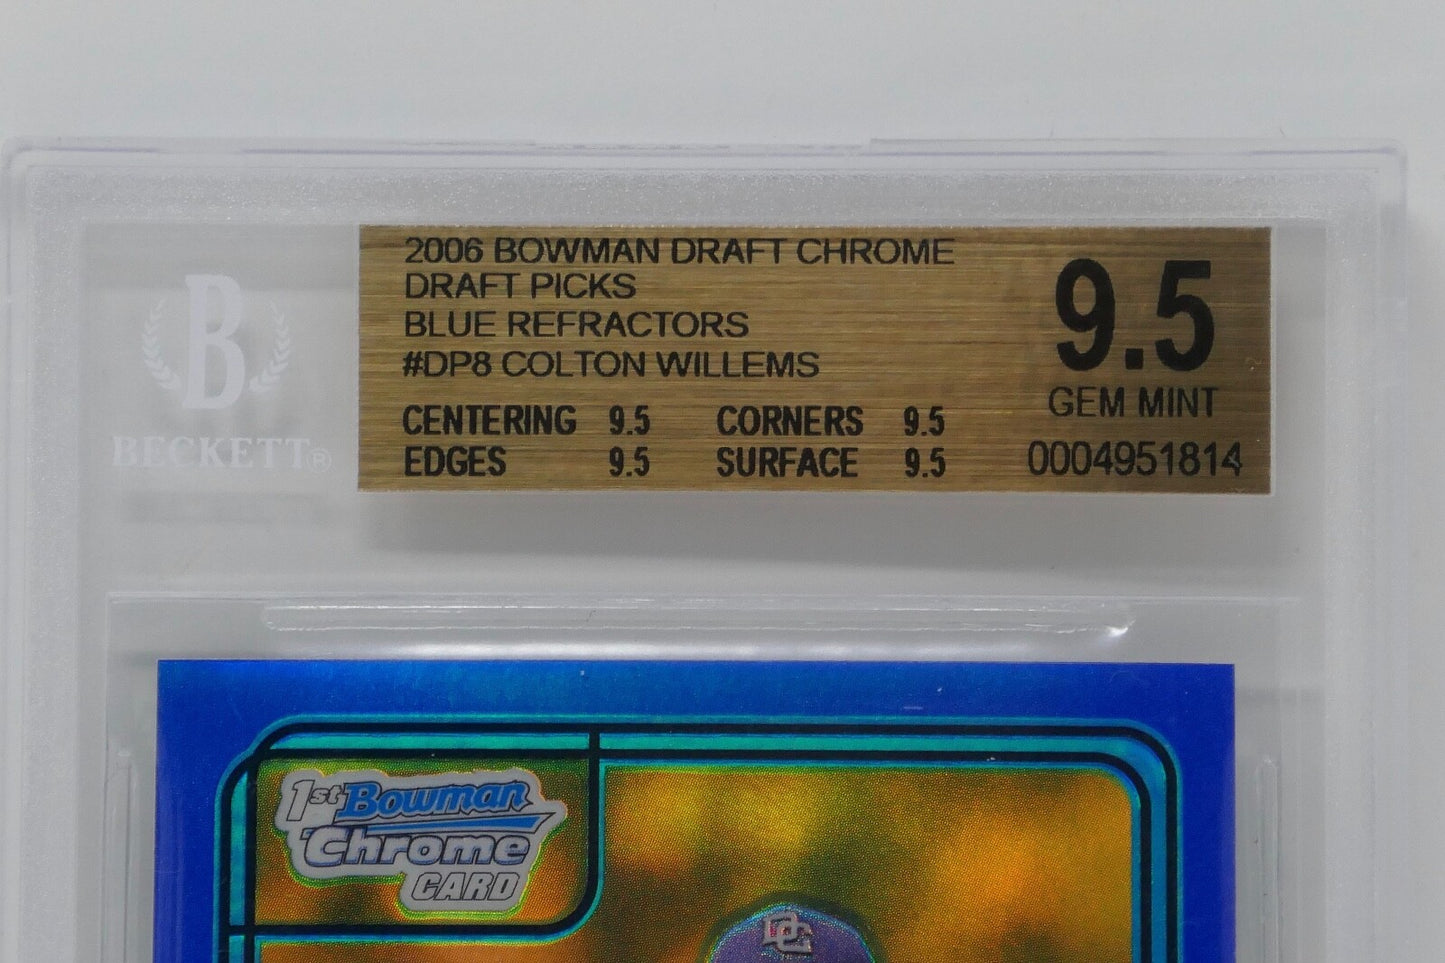 2006 BOWMAN DRAFT CHROME
DRAFT PICKS
BLUE REFRACTORS
#DP8 COLTON WILLEMS
CENTERING 9.5 CORNERS 9.5
EDGES 9.5 SURFACE 9.5
9.5
GEM MINT
0004951814
B
BECKETT®
1st Bowman
Chrome
CARD
DC